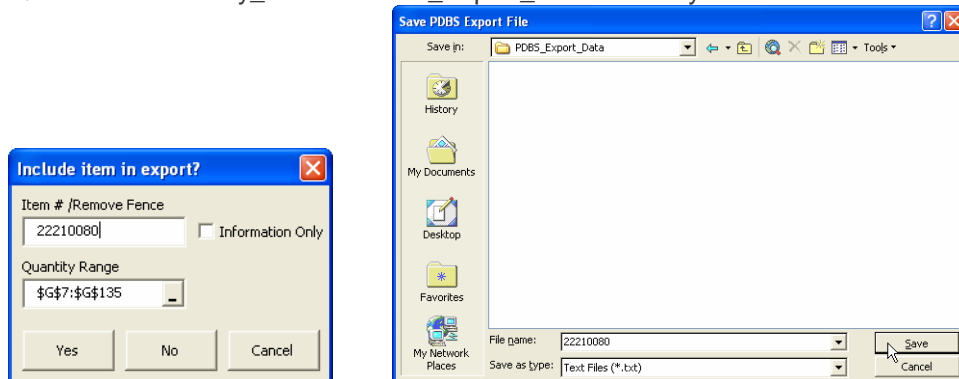 Save PDBS Export File
Save in:
PDBS_Export_Data
Tools
History
My Documents
Desktop
Favorites
My Network
Places
File name:
22210080
Save
Save as type:
Text Files (*.txt)
Cancel
Include item in export?
Item # /Remove Fence
22210080
Information Only
Quantity Range
$G$7:$G$135
Yes
No
Cancel